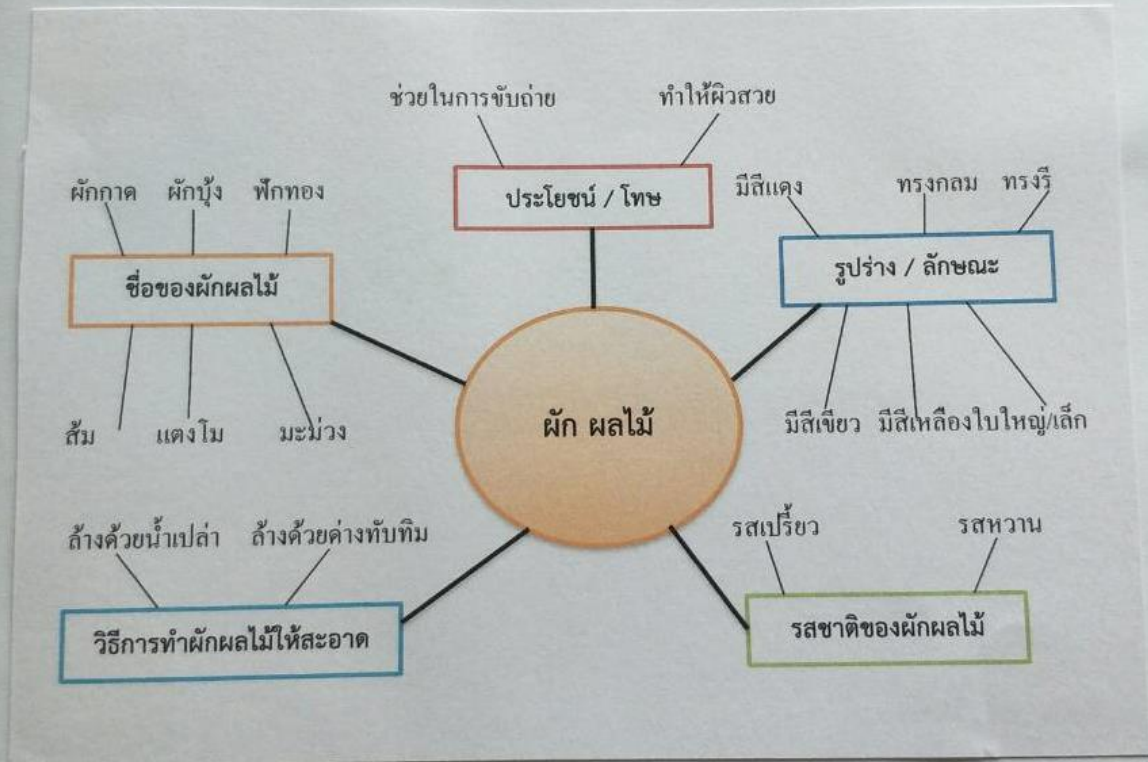 ช่วยในการขับถ่าย ทำให้ผิวสวย
ประโยชน์ / โทษ
ผักกาด ผักบุ้ง ฟักทอง
ชื่อของผักผลไม้
ส้ม แตงโม มะม่วง
มีสีแดง ทรงกลม ทรงรี
รูปร่าง / ลักษณะ
มีสีเขียว มีสีเหลือง ใบใหญ่/เล็ก
ผัก ผลไม้
ล้างด้วยน้ำเปล่า ล้างด้วยด่างทับทิม
วิธีการทำผักผลไม้ให้สะอาด
รสเปรี้ยว รสหวาน
รสชาติของผักผลไม้